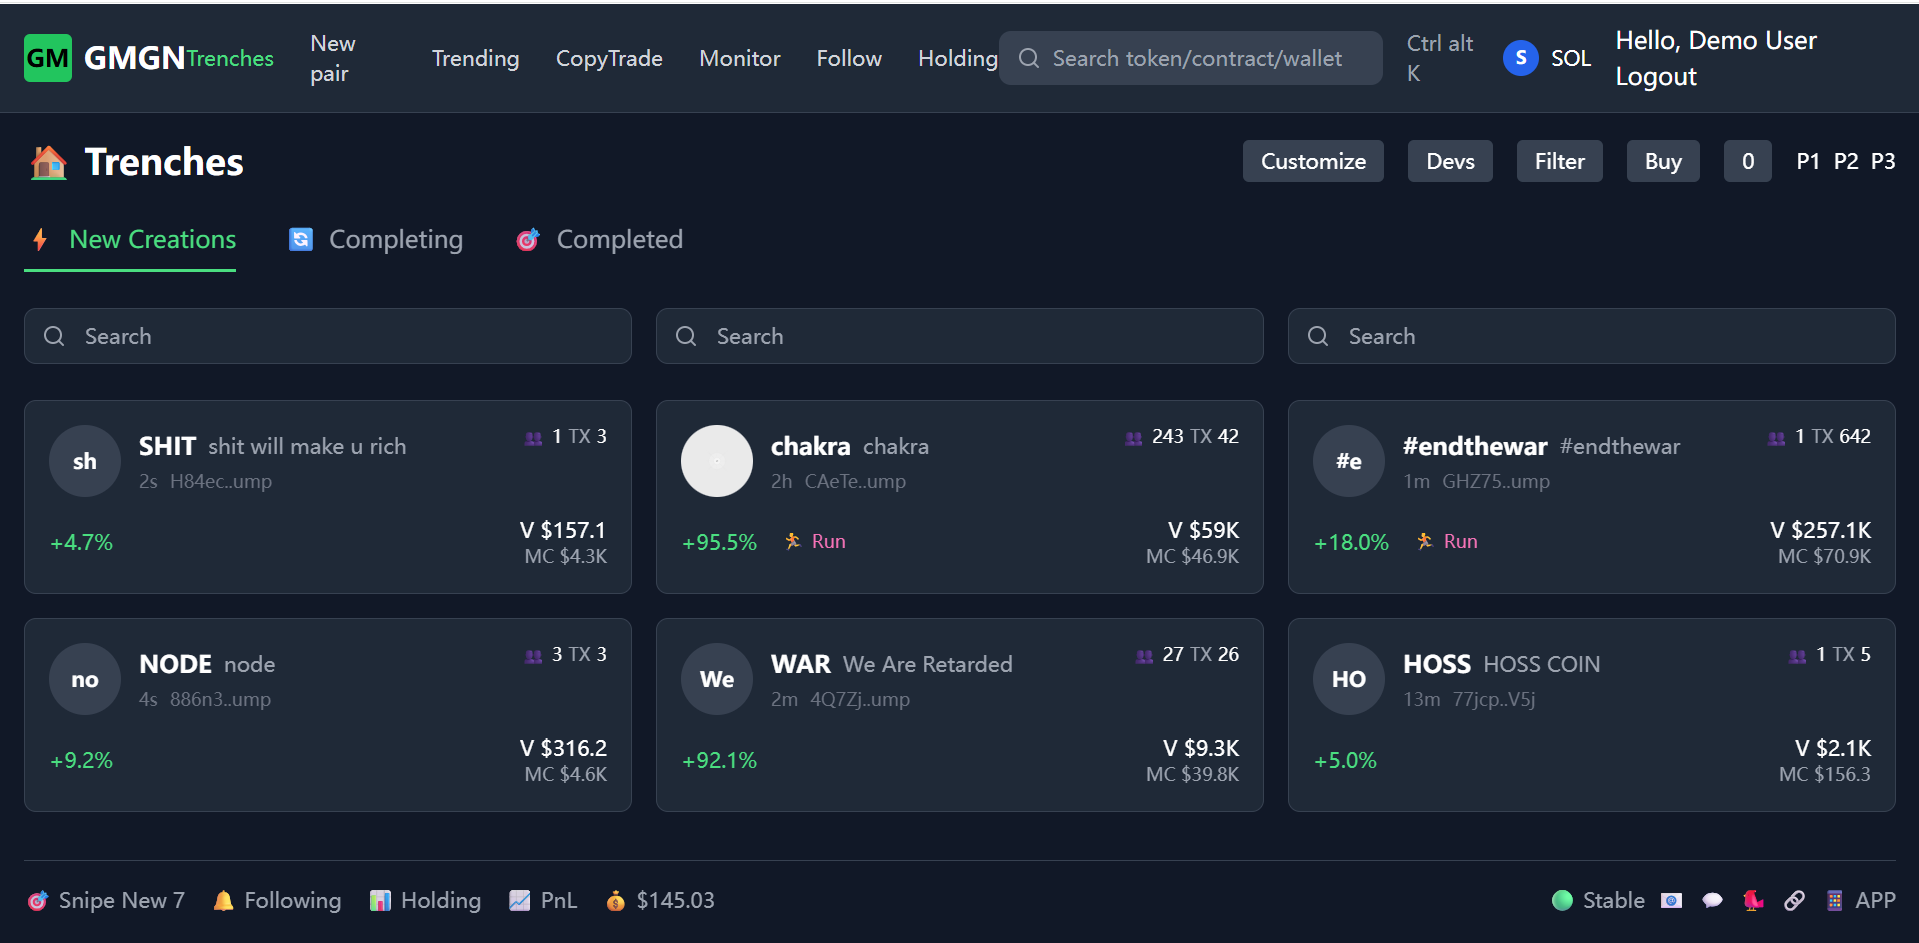 GM GMGN Trenches New pair Trending CopyTrade Monitor Follow Holding Search token/contract/wallet Ctrl alt K S SOL Hello, Demo User Logout
Trenches Customize Devs Filter Buy 0 P1 P2 P3
New Creations Completing Completed
Search Search Search
sh SHIT shit will make u rich 1 TX 3
2s H84ec..ump
+4.7% V $157.1
MC $4.3K
chakra chakra 243 TX 42
2h CAeTe..ump
+95.5% Run V $59K
MC $46.9K
#e #endthewar #endthewar 1 TX 642
1m GHZ75..ump
+18.0% Run V $257.1K
MC $70.9K
no NODE node 3 TX 3
4s 886n3..ump
+9.2% V $316.2
MC $4.6K
We WAR We Are Retarded 27 TX 26
2m 4Q7Zj..ump
+92.1% V $9.3K
MC $39.8K
HO HOSS HOSS COIN 1 TX 5
13m 77jcp..V5j
+5.0% V $2.1K
MC $156.3
Snipe New 7 Following Holding PnL $145.03 Stable APP